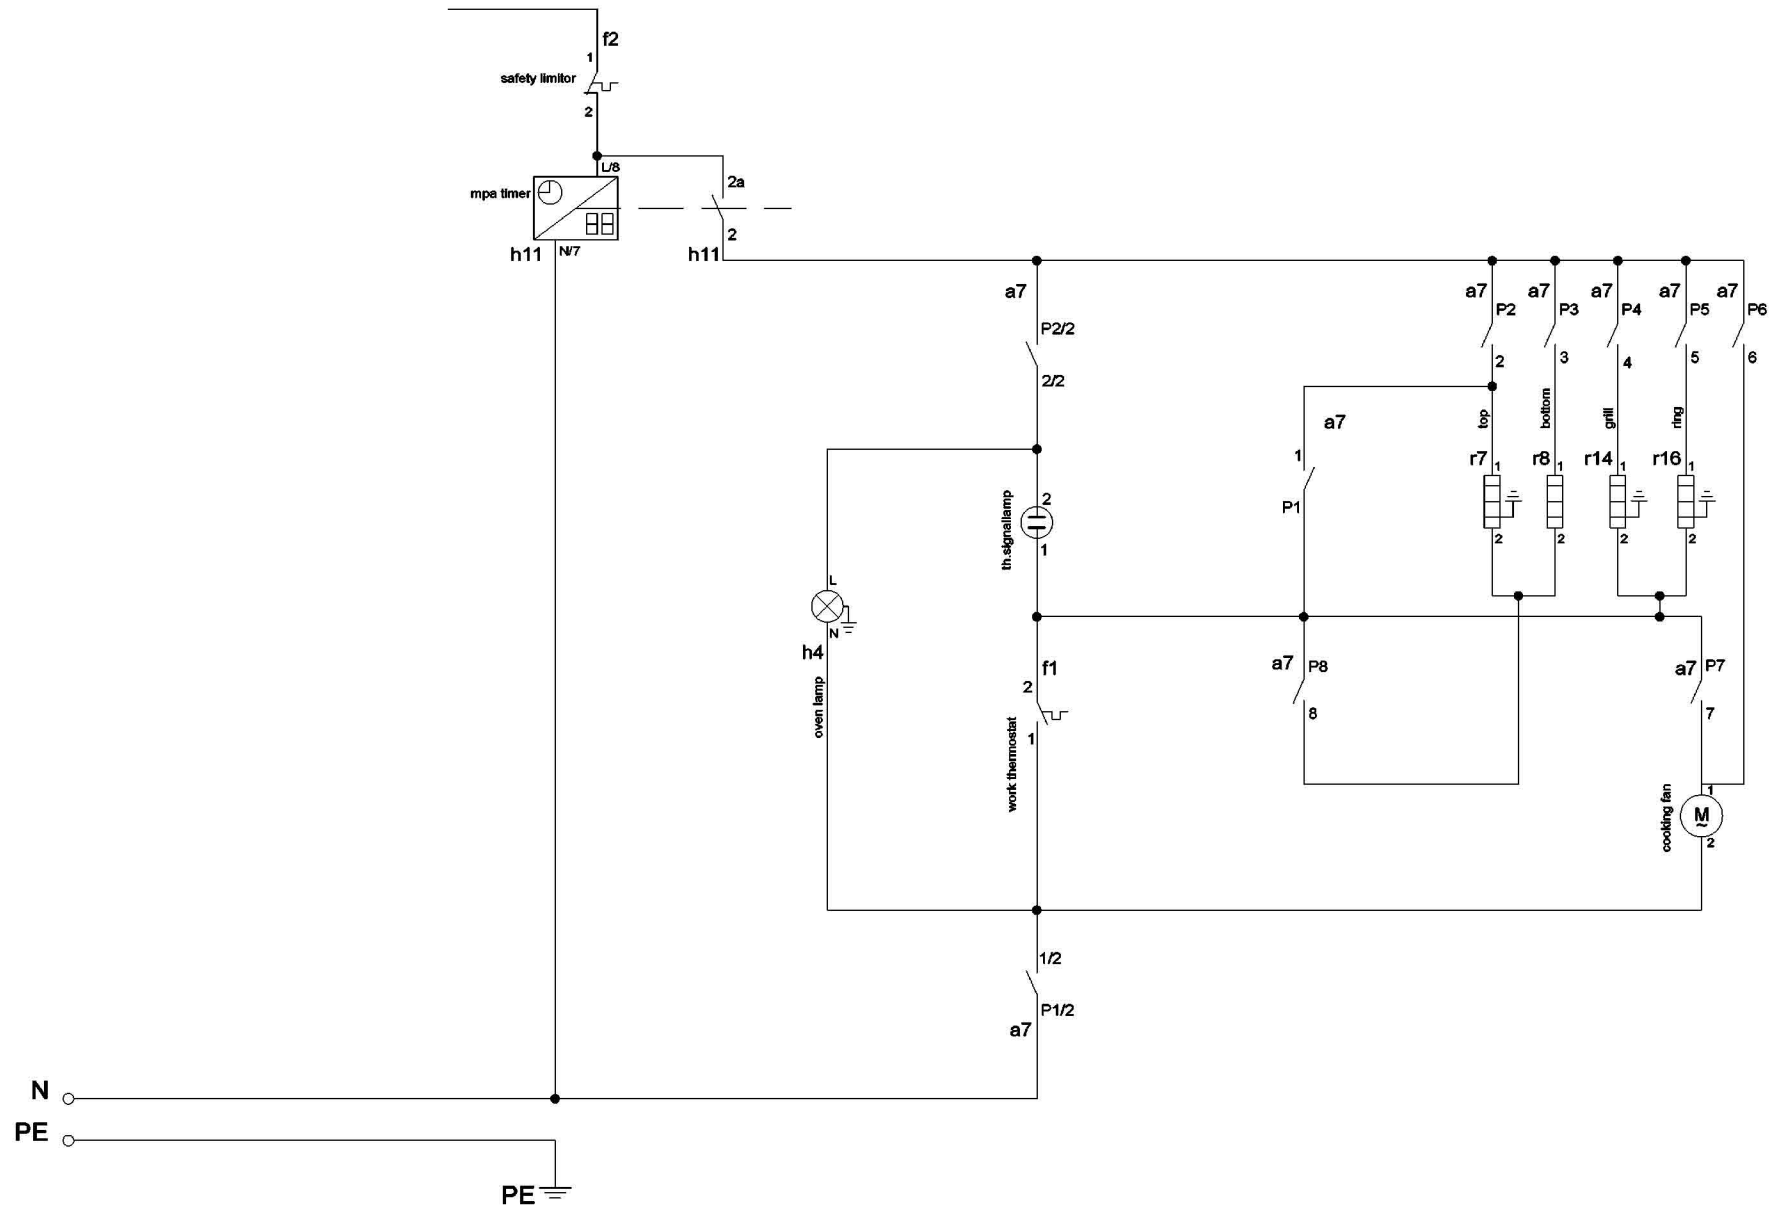 f2
1
safety limitor
2
L/8
mpa timer
2a
2
h11
N/7
h11
a7
P2/2
2/2
a7
P2
2
a7
P3
3
a7
P4
4
a7
P5
5
a7
P6
6
top
bottom
grill
ring
a7
1
P1
r7
1
2
r8
1
2
r14
1
2
r16
1
2
2
th.signallamp
1
L
N
h4
oven lamp
f1
2
1
work thermostat
a7
P8
8
a7
P7
7
cooking fan
1
M
~
2
1/2
P1/2
a7
N
PE
PE